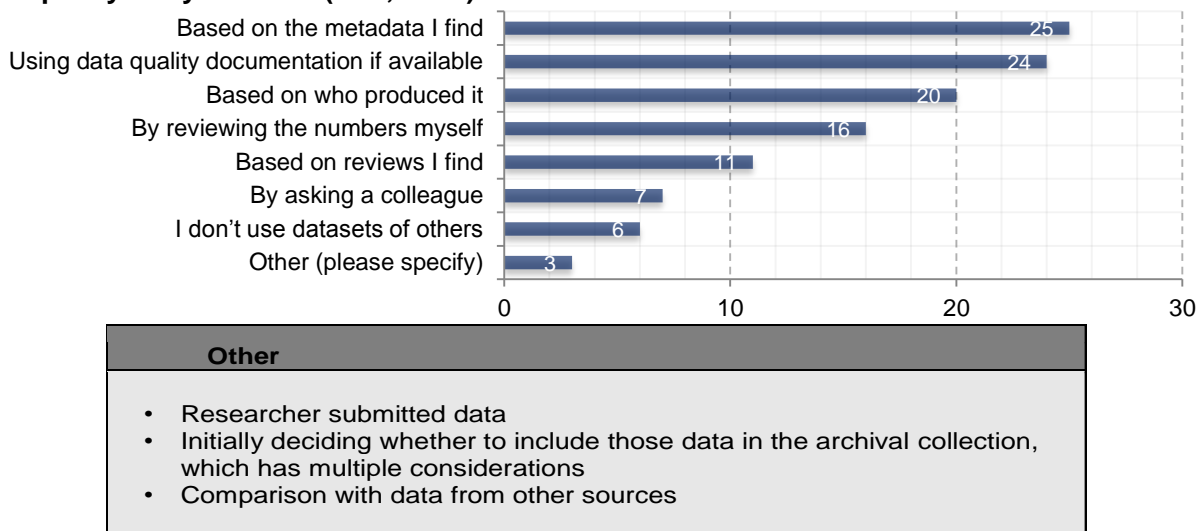 Based on the metadata I find 25
Using data quality documentation if available 24
Based on who produced it 20
By reviewing the numbers myself 16
Based on reviews I find 11
By asking a colleague 7
I don’t use datasets of others 6
Other (please specify) 3
0 10 20 30
Other
• Researcher submitted data
• Initially deciding whether to include those data in the archival collection,
which has multiple considerations
• Comparison with data from other sources